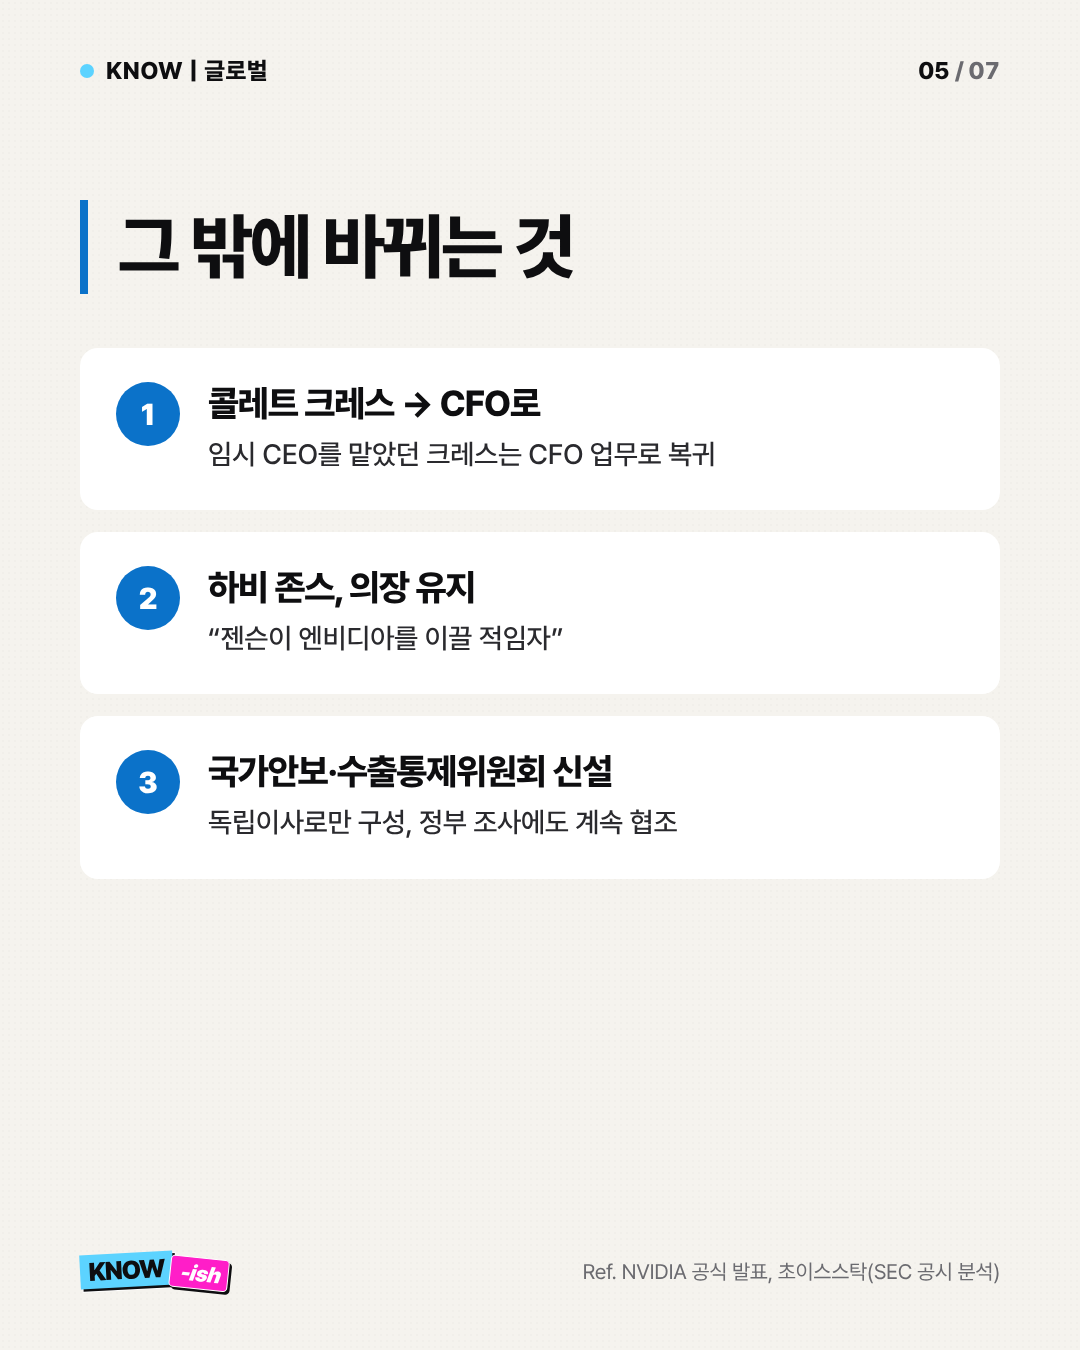 KNOW | 글로벌
05 / 07
그 밖에 바뀌는 것
1
콜레트 크레스 → CFO로
임시 CEO를 맡았던 크레스는 CFO 업무로 복귀
2
하비 존스, 의장 유지
“젠슨이 엔비디아를 이끌 적임자”
3
국가안보·수출통제위원회 신설
독립이사로만 구성, 정부 조사에도 계속 협조
KNOW -ish
Ref. NVIDIA 공식 발표, 초이스스탁(SEC 공시 분석)